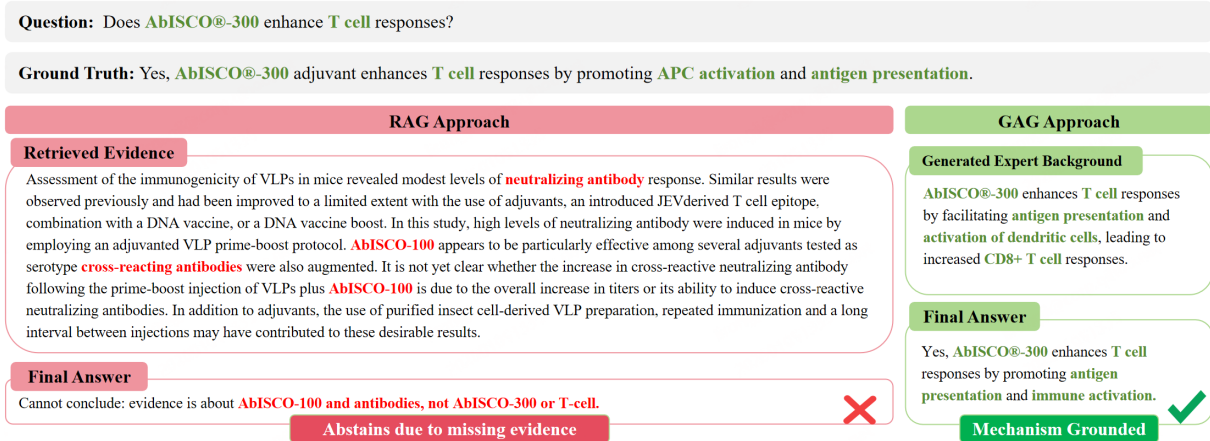 Question: Does AbISCO®-300 enhance T cell responses?
Ground Truth: Yes, AbISCO®-300 adjuvant enhances T cell responses by promoting APC activation and antigen presentation.
RAG Approach
Retrieved Evidence
Assessment of the immunogenicity of VLPs in mice revealed modest levels of neutralizing antibody response. Similar results were
observed previously and had been improved to a limited extent with the use of adjuvants, an introduced JEVderived T cell epitope,
combination with a DNA vaccine, or a DNA vaccine boost. In this study, high levels of neutralizing antibody were induced in mice by
employing an adjuvanted VLP prime-boost protocol. AbISCO-100 appears to be particularly effective among several adjuvants tested as
serotype cross-reacting antibodies were also augmented. It is not yet clear whether the increase in cross-reactive neutralizing antibody
following the prime-boost injection of VLPs plus AbISCO-100 is due to the overall increase in titers or its ability to induce cross-reactive
neutralizing antibodies. In addition to adjuvants, the use of purified insect cell-derived VLP preparation, repeated immunization and a long
interval between injections may have contributed to these desirable results.
Final Answer
Cannot conclude: evidence is about AbISCO-100 and antibodies, not AbISCO-300 or T-cell.
Abstains due to missing evidence
GAG Approach
Generated Expert Background
AbISCO®-300 enhances T cell responses
by facilitating antigen presentation and
activation of dendritic cells, leading to
increased CD8+ T cell responses.
Final Answer
Yes, AbISCO®-300 enhances T cell
responses by promoting antigen
presentation and immune activation.
Mechanism Grounded